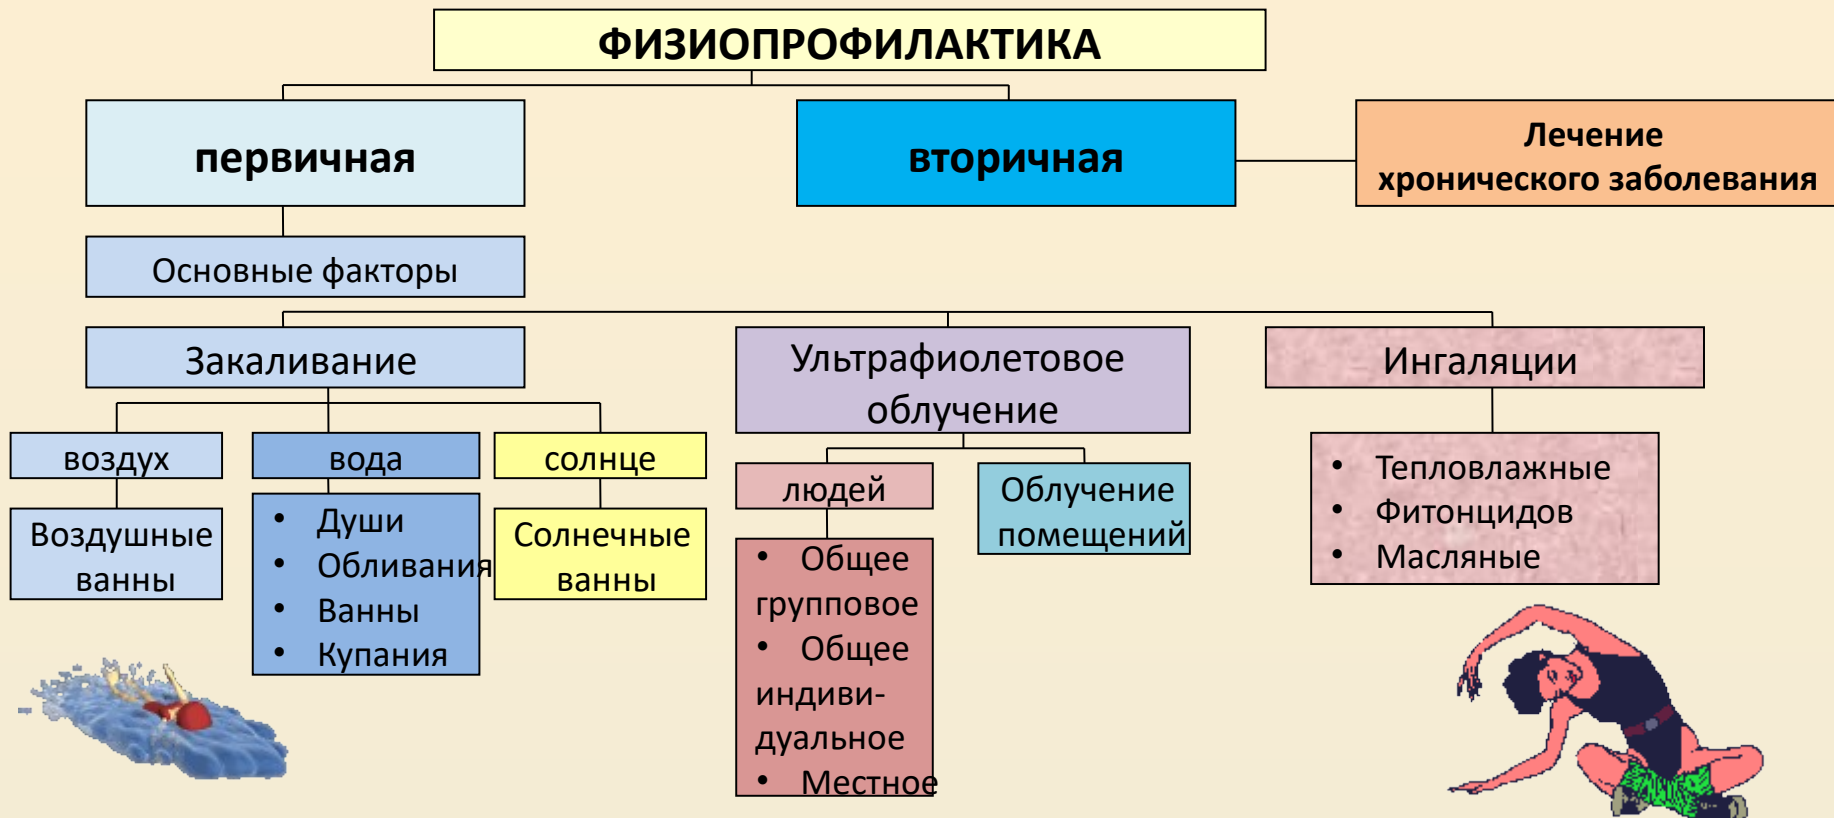 ФИЗИОПРОФИЛАКТИКА
первичная
вторичная
Лечение
хронического заболевания
Основные факторы
Закаливание
Ультрафиолетовое
облучение
Ингаляции
воздух
вода
солнце
людей
Облучение
помещений
• Тепловлажные
• Фитонцидов
• Масляные
Воздушные
ванны
• Души
• Обливания
• Ванны
• Купания
Солнечные
ванны
• Общее
групповое
• Общее
индиви-
дуальное
• Местное